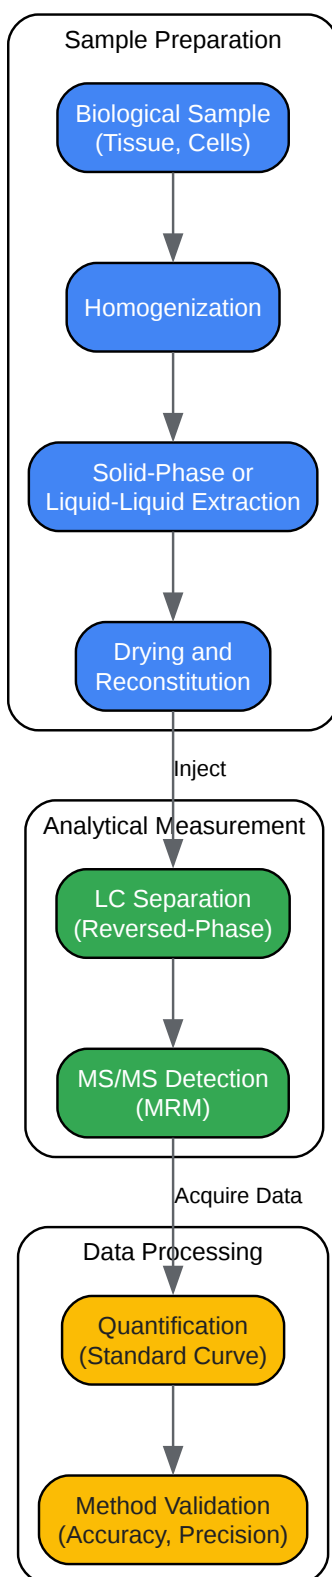 Sample Preparation
Biological Sample
(Tissue, Cells)
Homogenization
Solid-Phase or
Liquid-Liquid Extraction
Drying and
Reconstitution
Inject
Analytical Measurement
LC Separation
(Reversed-Phase)
MS/MS Detection
(MRM)
Acquire Data
Data Processing
Quantification
(Standard Curve)
Method Validation
(Accuracy, Precision)